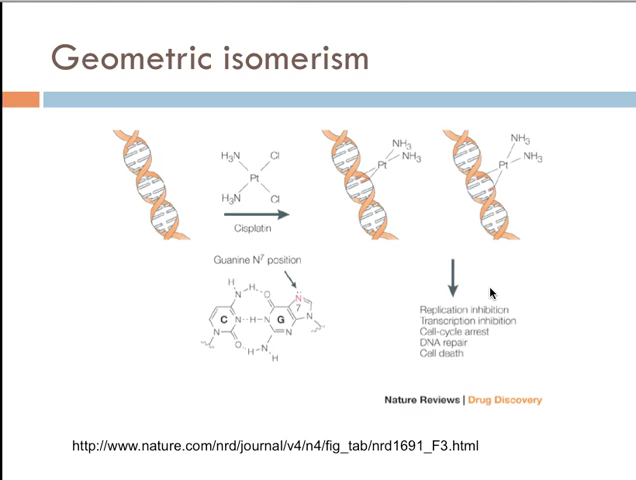 Geometric isomerism
H₃N Cl
Pt
H₃N Cl
Cisplatin
NH₃
NH₃
Pt
NH₃
NH₃
Pt
Guanine N⁷ position
H
H
N O N
7
C N H N G
N N N
O H N
H
Replication inhibition
Transcription inhibition
Cell-cycle arrest
DNA repair
Cell death
Nature Reviews | Drug Discovery
http://www.nature.com/nrd/journal/v4/n4/fig_tab/nrd1691_F3.html